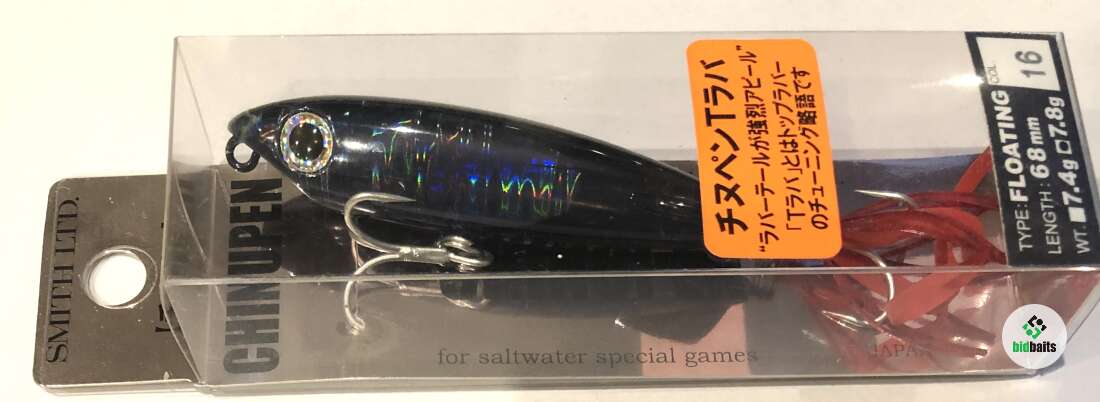 SMITH LTD.
CHINUPEN
チヌペンTラバ
"ラバーテールが強烈アピール"
「Tラバ」とはトップラバー
のチューニング略語です
TYPE: FLOATING
LENGTH: 68mm
WT. ■7.4g □7.8g
COL.
16
for saltwater special games
JAPAN
bidbaits